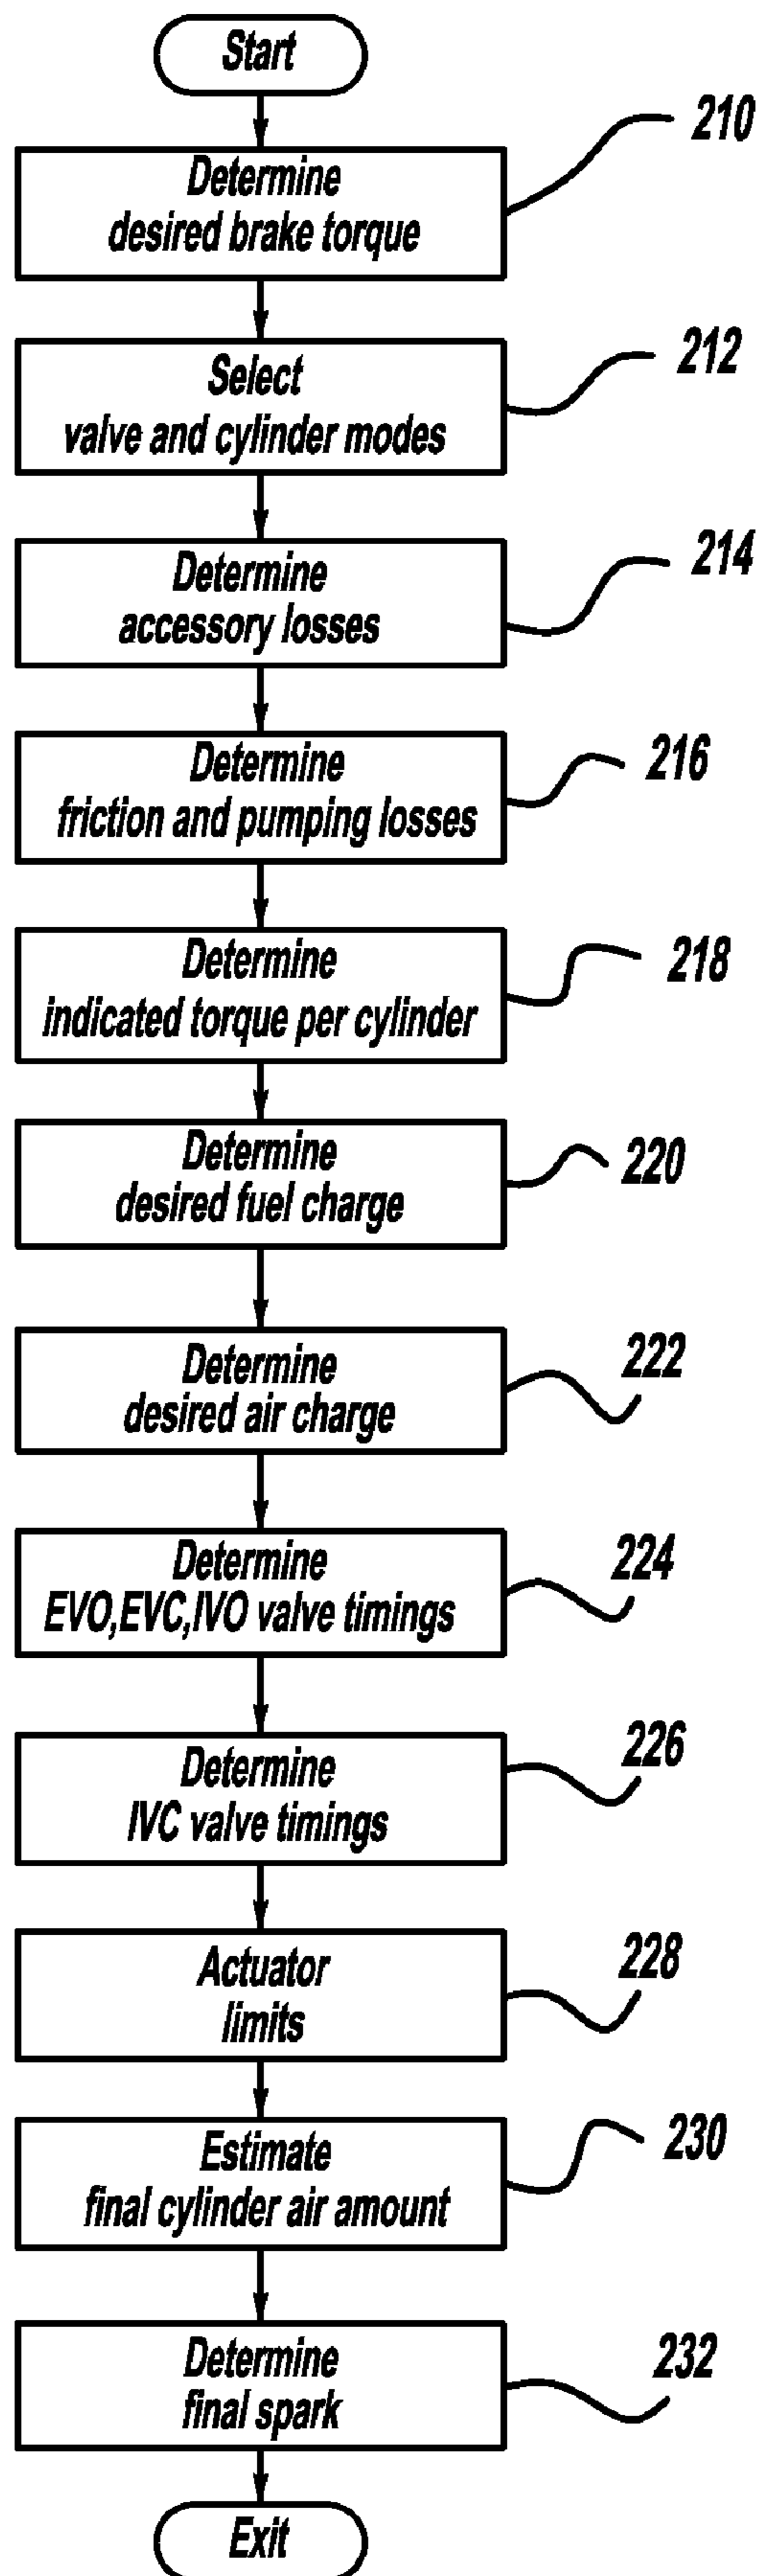 Start
Determine
desired brake torque
210
Select
valve and cylinder modes
212
Determine
accessory losses
214
Determine
friction and pumping losses
216
Determine
indicated torque per cylinder
218
Determine
desired fuel charge
220
Determine
desired air charge
222
Determine
EVO,EVC,IVO valve timings
224
Determine
IVC valve timings
226
Actuator
limits
228
Estimate
final cylinder air amount
230
Determine
final spark
232
Exit